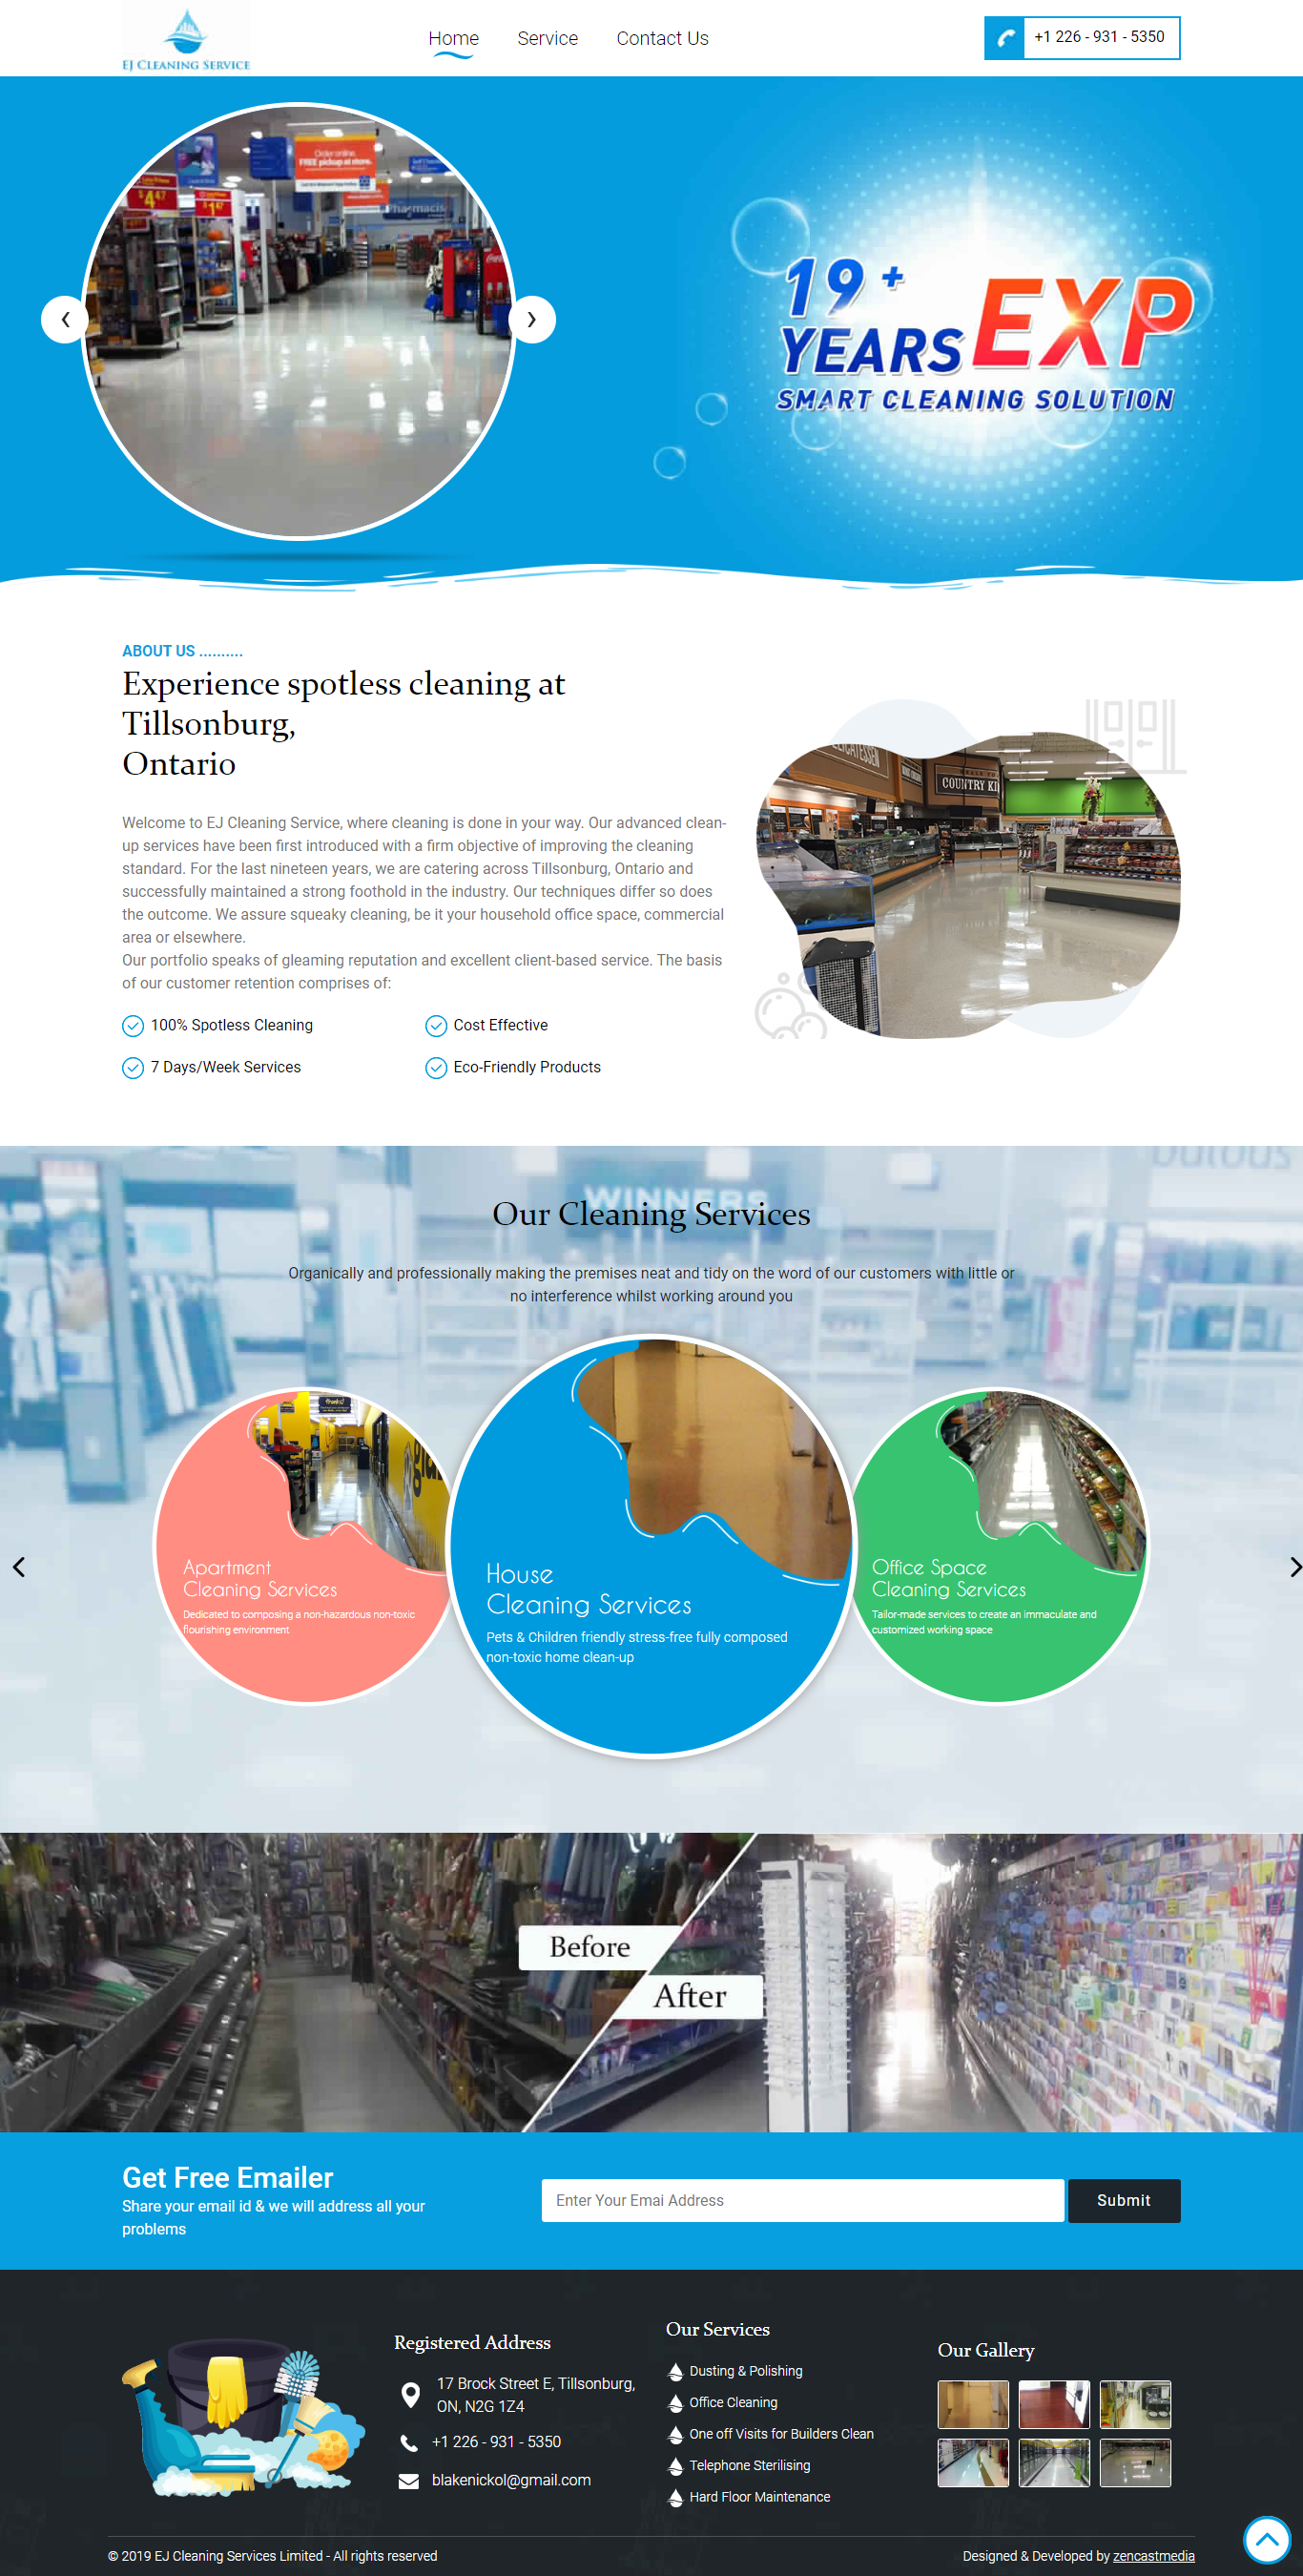 EJ CLEANING SERVICE
Home
Service
Contact Us
+1 226 - 931 - 5350
Order online.
FREE pickup at store.
$4.47
Pharmacie
19+
YEARS EXP
SMART CLEANING SOLUTION
ABOUT US ..........
Experience spotless cleaning at
Tillsonburg,
Ontario
Welcome to EJ Cleaning Service, where cleaning is done in your way. Our advanced clean-
up services have been first introduced with a firm objective of improving the cleaning
standard. For the last nineteen years, we are catering across Tillsonburg, Ontario and
successfully maintained a strong foothold in the industry. Our techniques differ so does
the outcome. We assure squeaky cleaning, be it your household office space, commercial
area or elsewhere.
Our portfolio speaks of gleaming reputation and excellent client-based service. The basis
of our customer retention comprises of:
100% Spotless Cleaning
Cost Effective
7 Days/Week Services
Eco-Friendly Products
COUNTRY KI
WINNERS
Our Cleaning Services
Organically and professionally making the premises neat and tidy on the word of our customers with little or
no interference whilst working around you
Apartment
Cleaning Services
Dedicated to composing a non-hazardous non-toxic
flourishing environment
House
Cleaning Services
Pets & Children friendly stress-free fully composed
non-toxic home clean-up
Office Space
Cleaning Services
Tailor-made services to create an immaculate and
customized working space
Before
After
Get Free Emailer
Share your email id & we will address all your
problems
Enter Your Emai Address
Submit
Registered Address
17 Brock Street E, Tillsonburg,
ON, N2G 1Z4
+1 226 - 931 - 5350
blakenickol@gmail.com
Our Services
Dusting & Polishing
Office Cleaning
One off Visits for Builders Clean
Telephone Sterilising
Hard Floor Maintenance
Our Gallery
© 2019 EJ Cleaning Services Limited - All rights reserved
Designed & Developed by zencastmedia